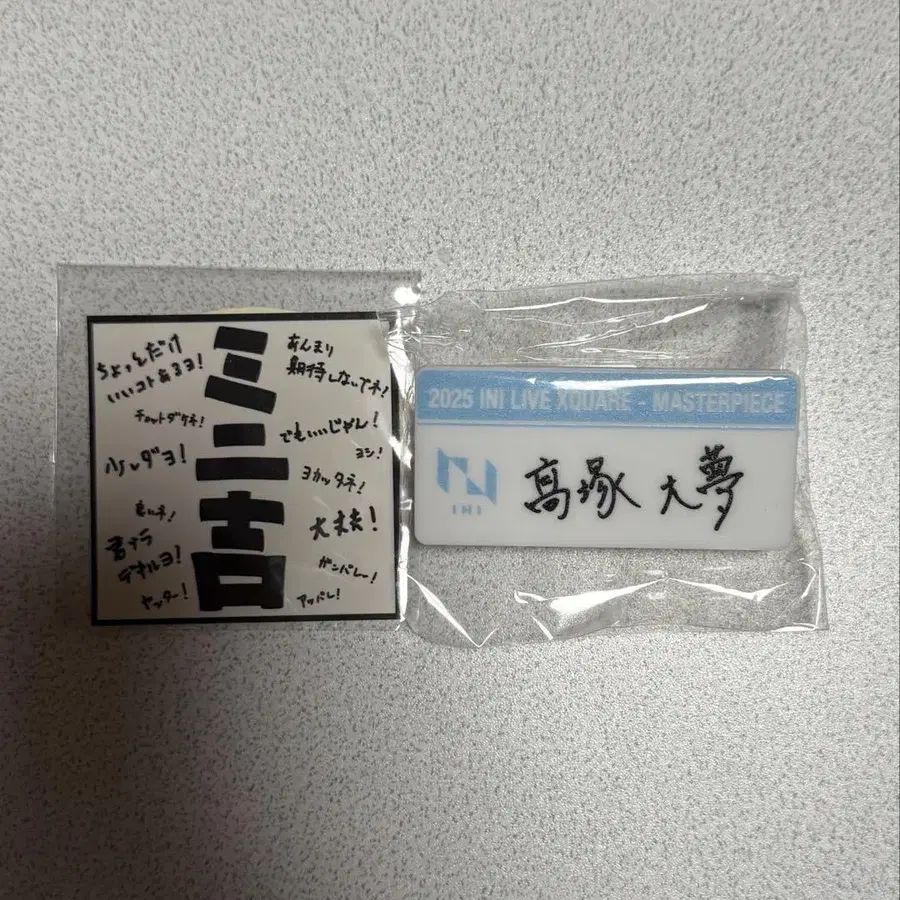 ミニ吉
ちょっとだけ
いいコトあるヨ!
チョットダケネ!
ハレダヨ!
良いネ!
君ナラ
デキルヨ!
ヤッター!
あんまり
期待しないでネ!
でもいいじゃん!
ヨシ!
ヨカッタネ!
大丈夫!
ガンバレー!
アッパレ!
2025 INI LIVE XQUARE - MASTERPIECE
INI
髙塚 大夢